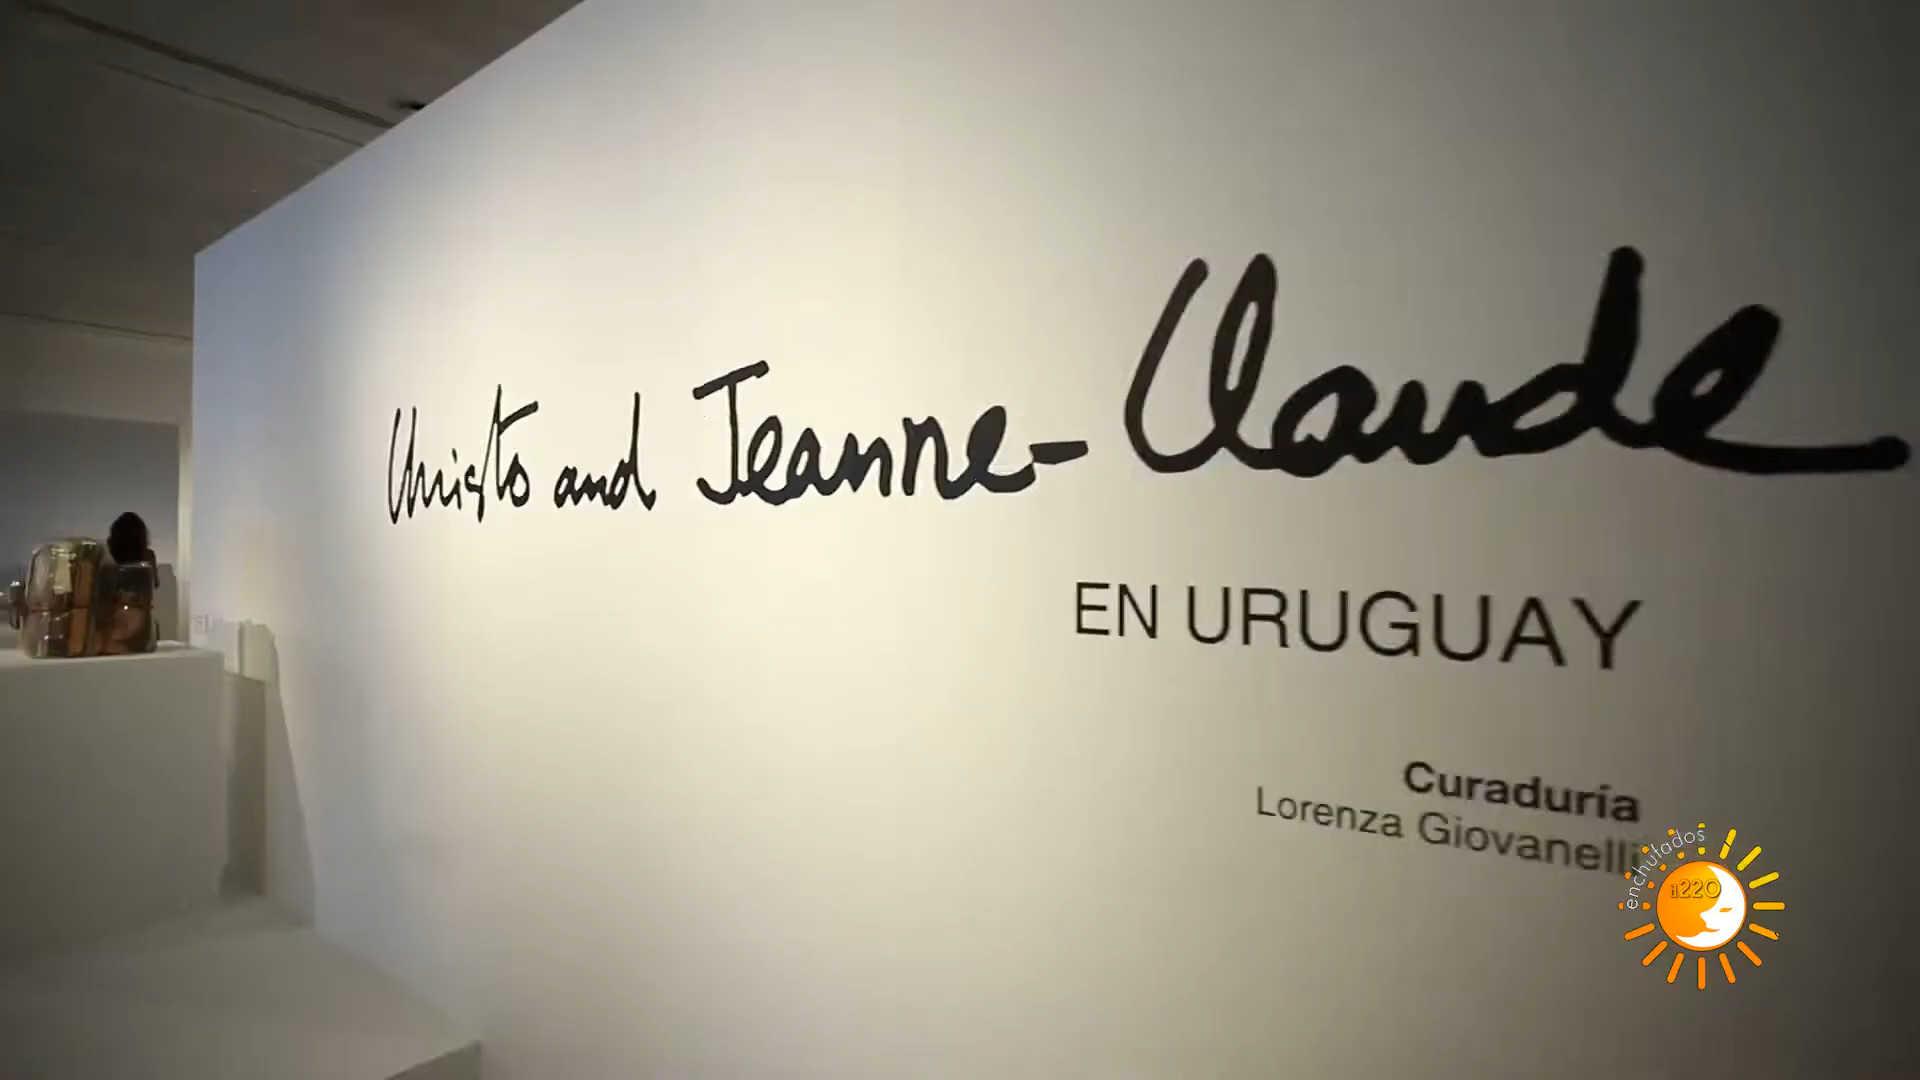 Christo and Jeanne-Claude
EN URUGUAY
Curaduría
Lorenza Giovanelli
enchufados
a220